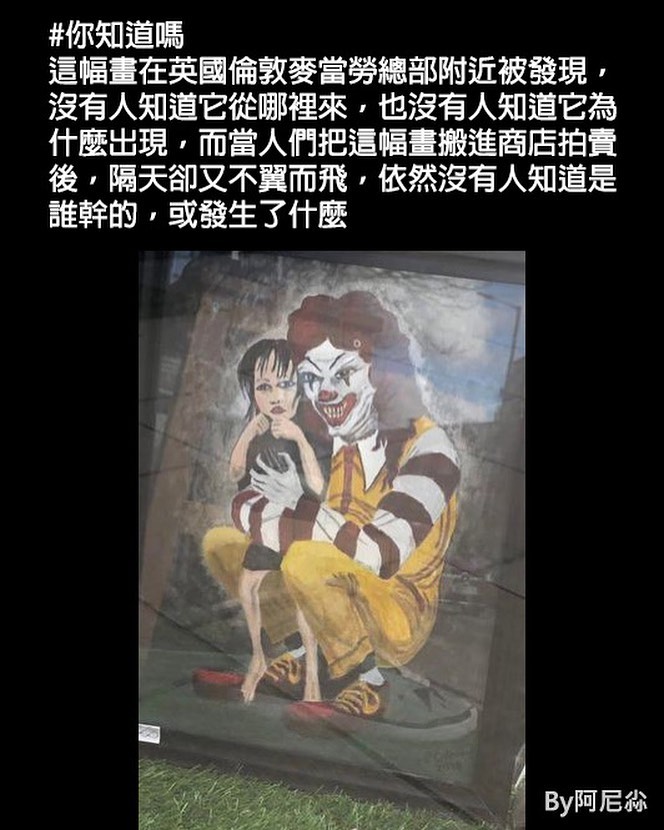 #你知道嗎
這幅畫在英國倫敦麥當勞總部附近被發現，
沒有人知道它從哪裡來，也沒有人知道它為
什麼出現，而當人們把這幅畫搬進商店拍賣
後，隔天卻又不翼而飛，依然沒有人知道是
誰幹的，或發生了什麼
By阿尼尛